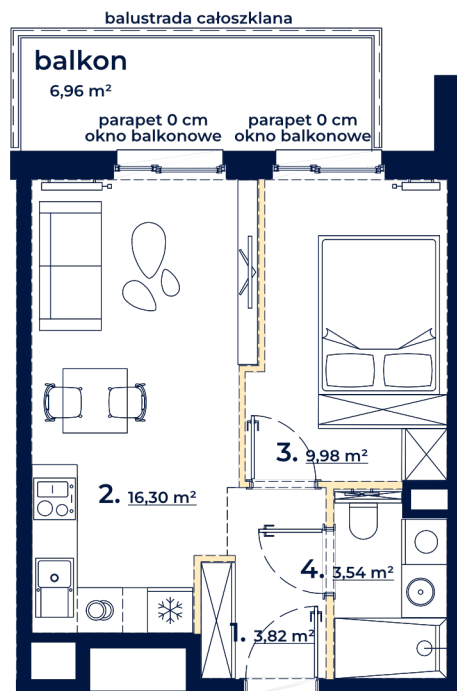 balustrada całoszklana
balkon
6,96 m²
parapet 0 cm
okno balkonowe
parapet 0 cm
okno balkonowe
3. 9,98 m²
2. 16,30 m²
4. 3,54 m²
1. 3,82 m²